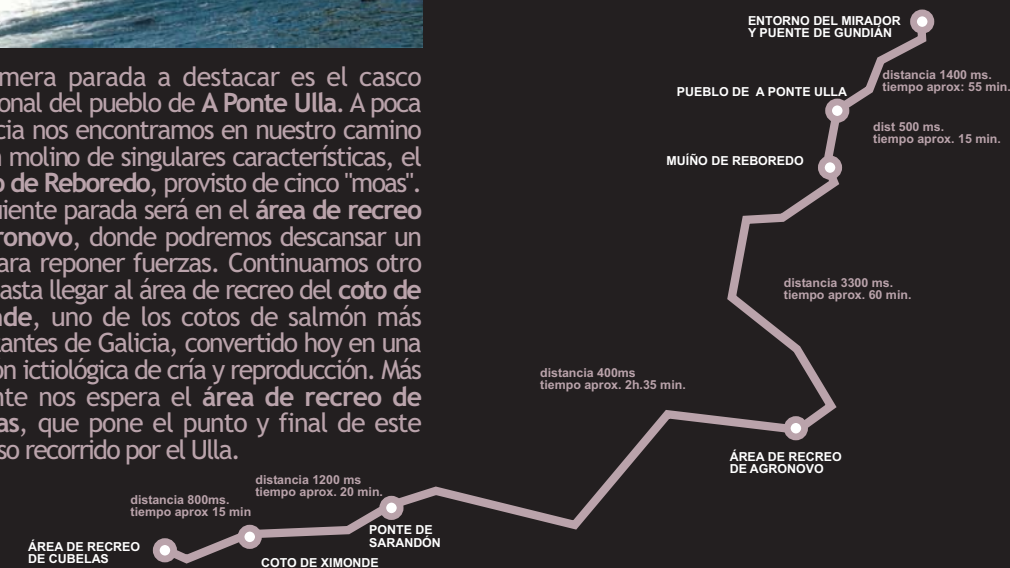 mera parada a destacar es el casco
onal del pueblo de A Ponte Ulla. A poca
cia nos encontramos en nuestro camino
molino de singulares características, el
de Reboredo, provisto de cinco "moas".
uiente parada será en el área de recreo
ronovo, donde podremos descansar un
ara reponer fuerzas. Continuamos otro
asta llegar al área de recreo del coto de
de, uno de los cotos de salmón más
antes de Galicia, convertido hoy en una
ón ictiológica de cría y reproducción. Más
nte nos espera el área de recreo de
as, que pone el punto y final de este
so recorrido por el Ulla.
ENTORNO DEL MIRADOR
Y PUENTE DE GUNDIÁN
distancia 1400 ms.
tiempo aprox: 55 min.
PUEBLO DE A PONTE ULLA
dist 500 ms.
tiempo aprox. 15 min.
MUÍÑO DE REBOREDO
distancia 3300 ms.
tiempo aprox. 60 min.
distancia 400ms
tiempo aprox. 2h.35 min.
ÁREA DE RECREO
DE AGRONOVO
distancia 1200 ms
tiempo aprox. 20 min.
distancia 800ms.
tiempo aprox 15 min
PONTE DE
SARANDÓN
ÁREA DE RECREO
DE CUBELAS
COTO DE XIMONDE